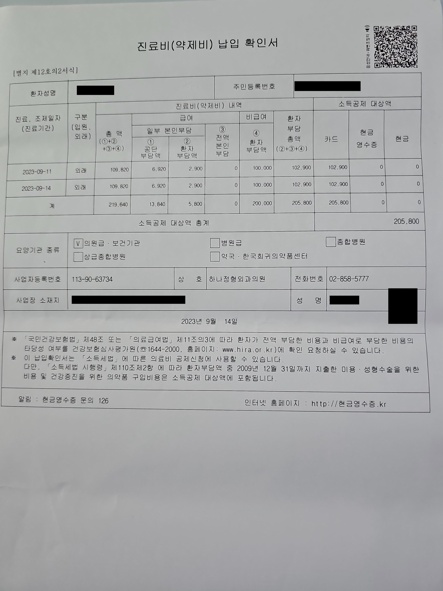 진료비(약제비) 납입 확인서
[별지 제12호의2서식]
환자성명 주민등록번호
진료, 조제일자 (진료기간) 구분 (입원, 외래) 진료비(약제비) 내역 소득공제 대상액
총 액 (①+② +③+④) 급여 비급여 환자 부담 총액 (②+③+④) 카드 현금 영수증 현금
일부 본인부담 ③ 전액 본인 부담 ④ 환자 부담액
① 공단 부담액 ② 환자 부담액
2023-09-11 외래 109,820 6,920 2,900 0 100,000 102,900 102,900 0 0
2023-09-14 외래 109,820 6,920 2,900 0 100,000 102,900 102,900 0 0
계 219,640 13,840 5,800 0 200,000 205,800 205,800 0 0
소득공제 대상액 총계 205,800
요양기관 종류 [v]의원급ㆍ보건기관 병원급 종합병원
상급종합병원 약국ㆍ한국희귀의약품센터
사업자등록번호 113-90-63734 상 호 하나정형외과의원 전화번호 02-858-5777
사업장 소재지 성 명
2023년 9월 14일
* 「국민건강보험법」제48조 또는 「의료급여법」제11조의3에 따라 환자가 전액 부담한 비용과 비급여로 부담한 비용의
타당성 여부를 건강보험심사평가원(☎1644-2000, 홈페이지: www.hira.or.kr)에 확인 요청하실 수 있습니다.
* 이 납입확인서는 「소득세법」에 따른 의료비 공제신청에 사용할 수 있습니다.
다만, 「소득세법 시행령」제110조제2항 에 따라 환자부담액 중 2009년 12월 31일까지 지출한 미용ㆍ성형수술을 위한
비용 및 건강증진을 위한 의약품 구입비용은 소득공제 대상액에 포함됩니다.
알림 : 현금영수증 문의 126 인터넷 홈페이지 : http://현금영수증.kr